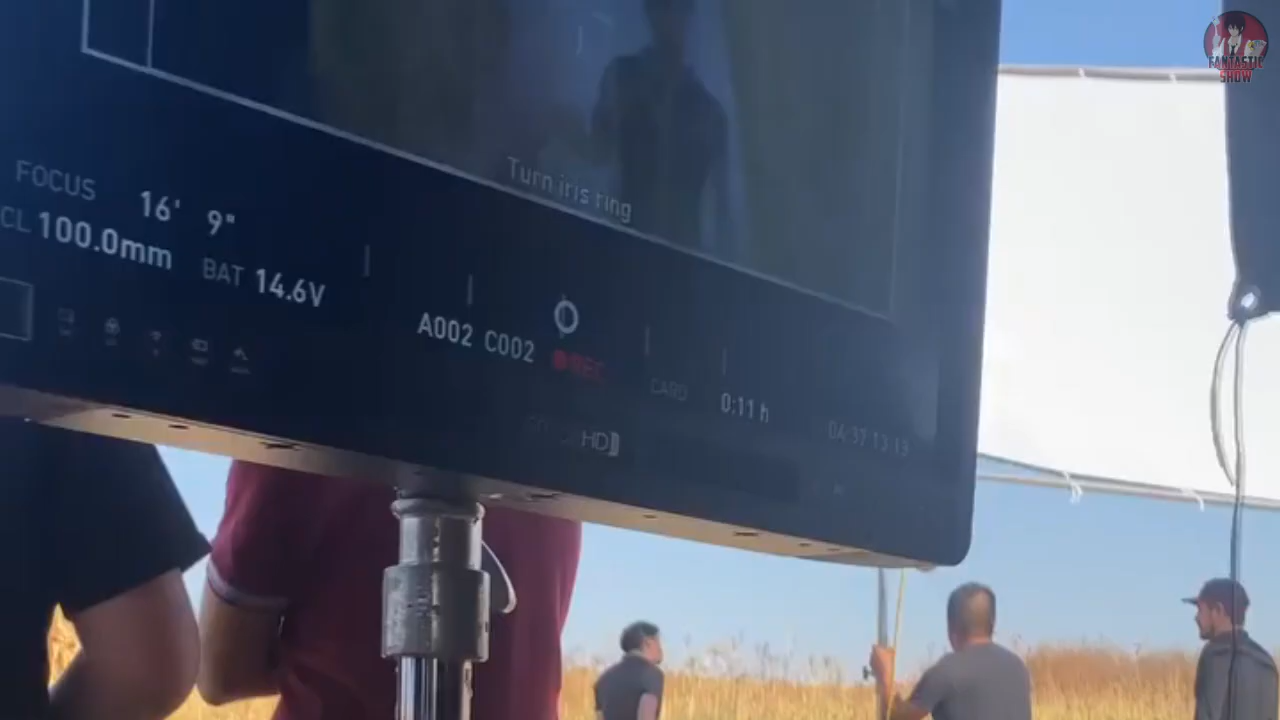 FANTASTIC
SHOW
Turn iris ring
FOCUS 16' 9"
CL 100.0mm BAT 14.6V
A002 C002 REC
CARD 0:11 h
HD